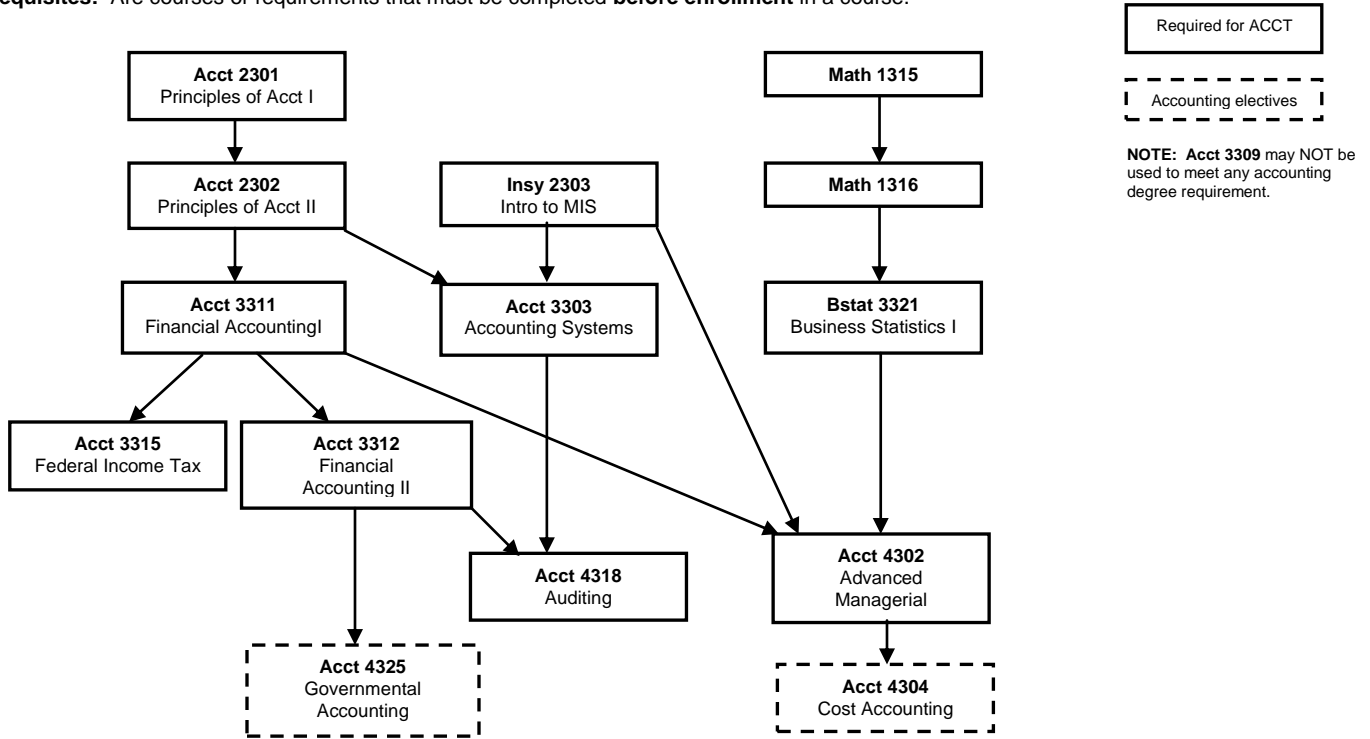 equisites: Are courses or requirements that must be completed before enrollment in a course.
Required for ACCT
Accounting electives
NOTE: Acct 3309 may NOT be
used to meet any accounting
degree requirement.
Acct 2301
Principles of Acct I
Math 1315
Acct 2302
Principles of Acct II
Insy 2303
Intro to MIS
Math 1316
Acct 3311
Financial AccountingI
Acct 3303
Accounting Systems
Bstat 3321
Business Statistics I
Acct 3315
Federal Income Tax
Acct 3312
Financial
Accounting II
Acct 4318
Auditing
Acct 4302
Advanced
Managerial
Acct 4325
Governmental
Accounting
Acct 4304
Cost Accounting